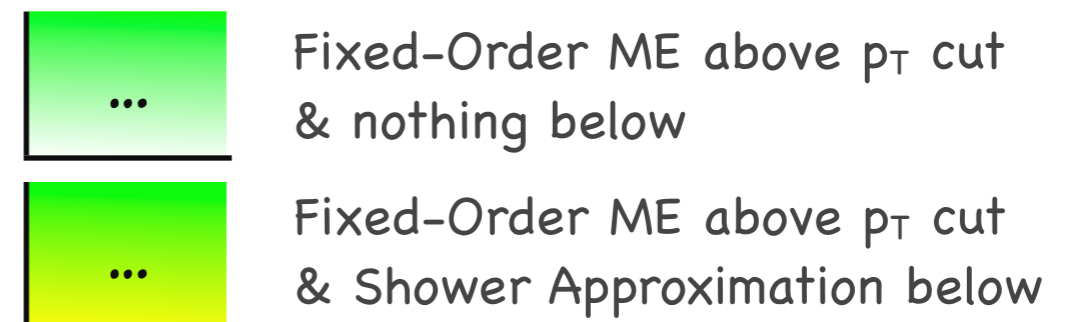 ...
Fixed-Order ME above pT cut
& nothing below
...
Fixed-Order ME above pT cut
& Shower Approximation below